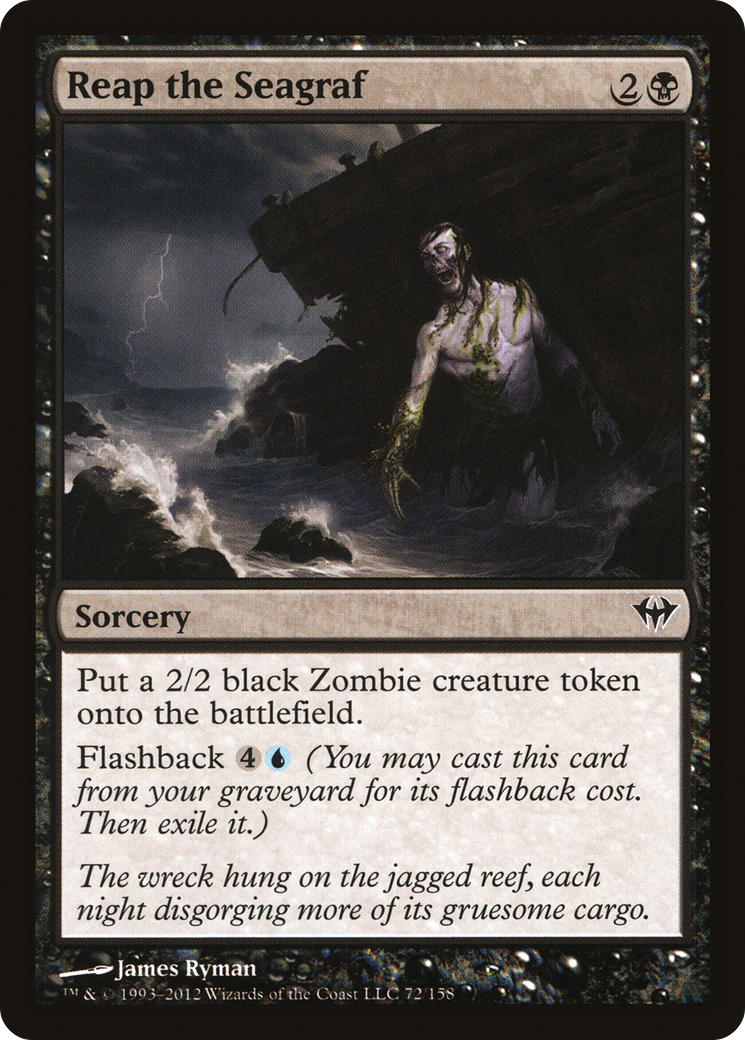 Reap the Seagraf 2
Sorcery
Put a 2/2 black Zombie creature token
onto the battlefield.
Flashback 4 (You may cast this card
from your graveyard for its flashback cost.
Then exile it.)
The wreck hung on the jagged reef, each
night disgorging more of its gruesome cargo.
James Ryman
™ & © 1993–2012 Wizards of the Coast LLC 72/158